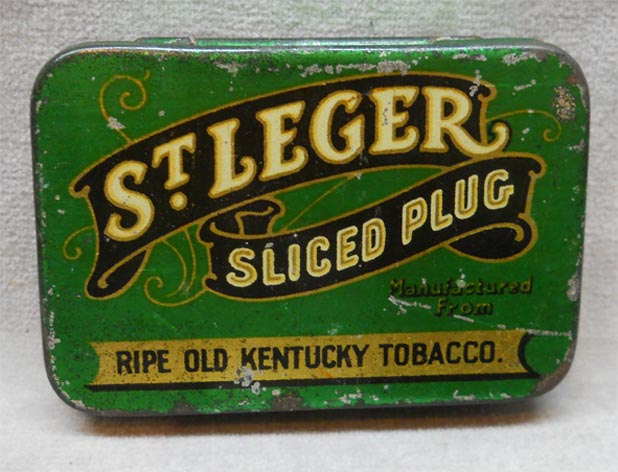 ST. LEGER
SLICED PLUG
Manufactured
From
RIPE OLD KENTUCKY TOBACCO.